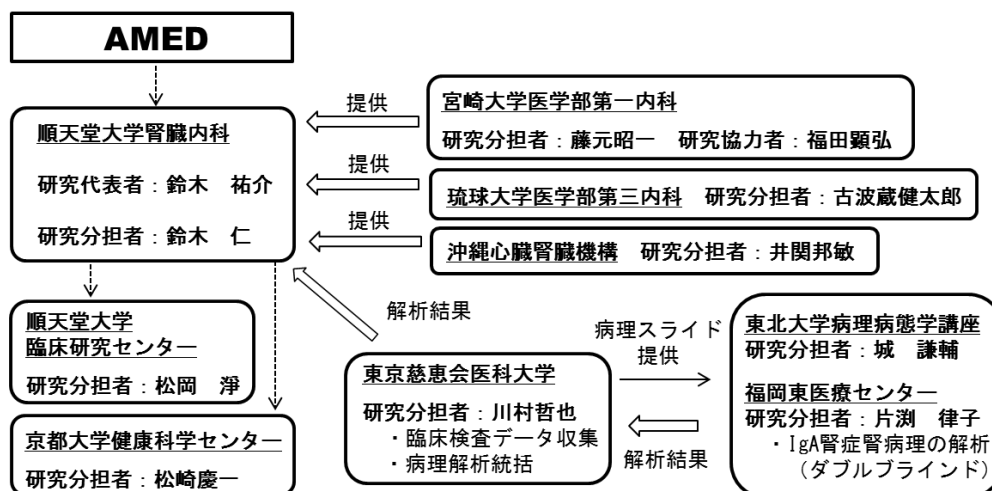 AMED
順天堂大学腎臓内科
研究代表者：鈴木　祐介
研究分担者：鈴木　仁
提供
宮崎大学医学部第一内科
研究分担者：藤元昭一　研究協力者：福田顕弘
提供
琉球大学医学部第三内科　研究分担者：古波蔵健太郎
提供
沖縄心臓腎臓機構　研究分担者：井関邦敏
順天堂大学
臨床研究センター
研究分担者：松岡　淨
京都大学健康科学センター
研究分担者：松崎慶一
解析結果
東京慈恵会医科大学
研究分担者：川村哲也
・臨床検査データ収集
・病理解析統括
病理スライド
提供
解析結果
東北大学病理病態学講座
研究分担者：城　謙輔
福岡東医療センター
研究分担者：片渕　律子
・IgA腎症腎病理の解析
（ダブルブラインド）